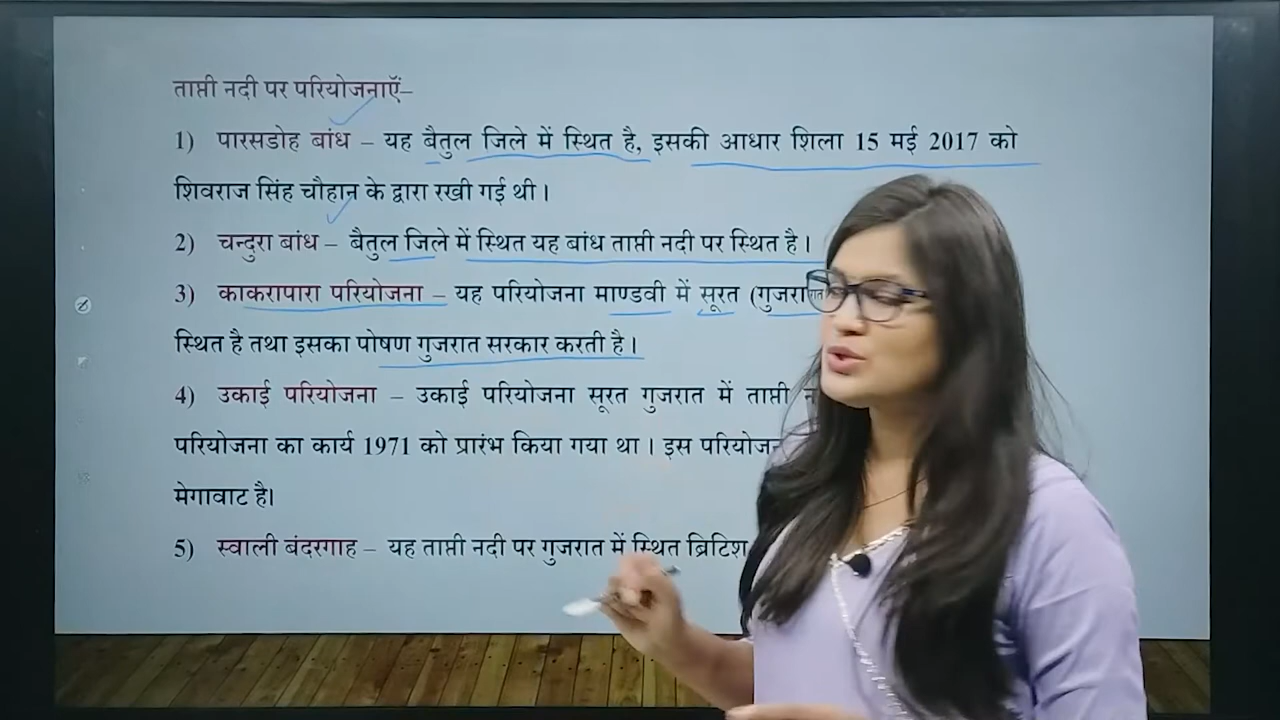 ताप्ती नदी पर परियोजनाऍं–
1) पारसडोह बांध – यह बैतुल जिले में स्थित है, इसकी आधार शिला 15 मई 2017 को
शिवराज सिंह चौहान के द्वारा रखी गई थी।
2) चन्दुरा बांध – बैतुल जिले में स्थित यह बांध ताप्ती नदी पर स्थित है।
3) काकरापारा परियोजना – यह परियोजना माण्डवी में सूरत
स्थित है तथा इसका पोषण गुजरात सरकार करती है।
4) उकाई परियोजना – उकाई परियोजना सूरत गुजरात में ताप्ती
परियोजना का कार्य 1971 को प्रारंभ किया गया था। इस
मेगावाट है।
5) स्वाली बंदरगाह – यह ताप्ती नदी पर गुजरात में स्थित ब्रिटिश